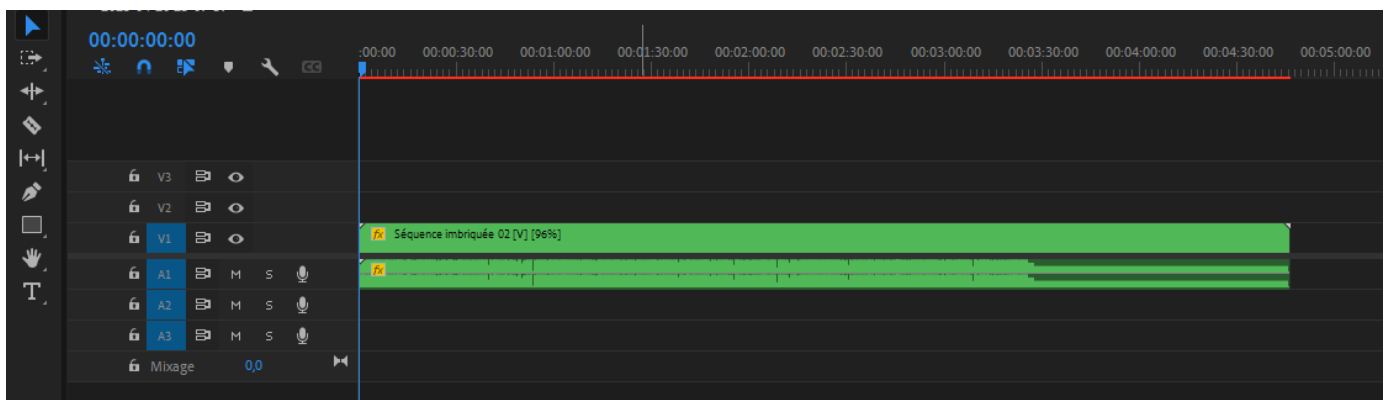 00:00:00:00
:00:00 00:00:30:00 00:01:00:00 00:01:30:00 00:02:00:00 00:02:30:00 00:03:00:00 00:03:30:00 00:04:00:00 00:04:30:00 00:05:00:00
CC
V3
V2
V1 fx Séquence imbriquée 02 [V] [96%]
A1 M S fx
A2 M S
A3 M S
Mixage 0,0
T